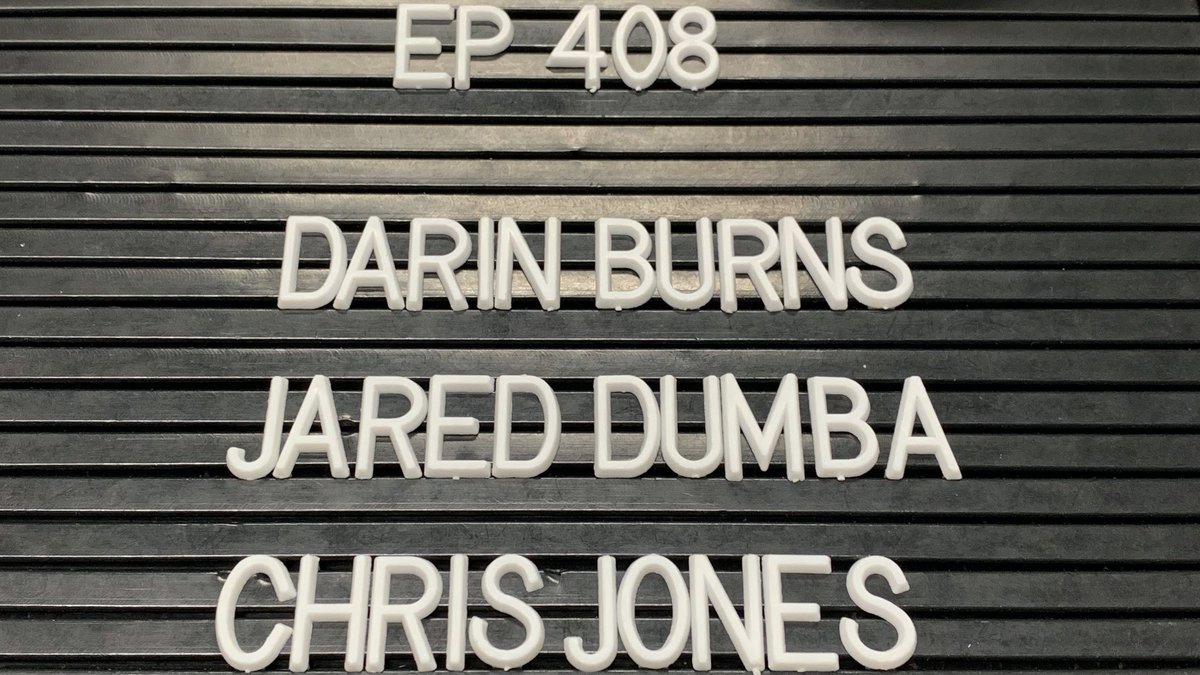 EP 408
DARIN BURNS
JARED DUMBA
CHRIS JONES